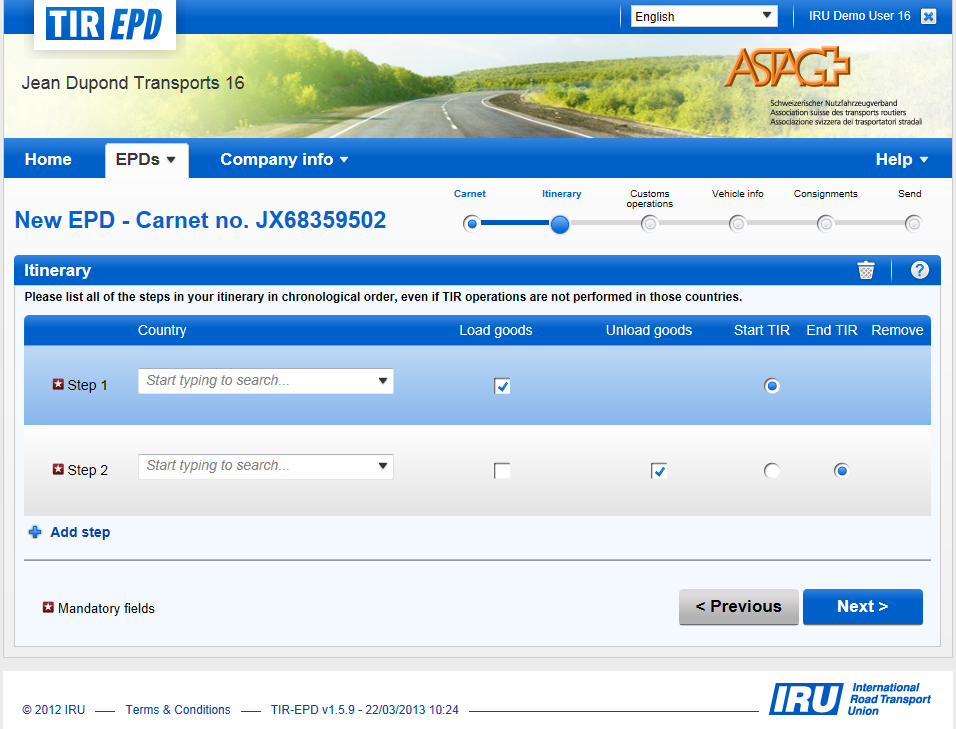 TIR EPD
English
IRU Demo User 16
Jean Dupond Transports 16
ASTAG
Schweizerischer Nutzfahrzeugverband
Association suisse des transports routiers
Associazione svizzera dei trasportatori stradali
Home
EPDs
Company info
Help
Carnet
Itinerary
Customs
operations
Vehicle info
Consignments
Send
New EPD - Carnet no. JX68359502
Itinerary
?
Please list all of the steps in your itinerary in chronological order, even if TIR operations are not performed in those countries.
Country
Load goods
Unload goods
Start TIR
End TIR
Remove
Step 1
Start typing to search...
Step 2
Start typing to search...
Add step
Mandatory fields
< Previous
Next >
© 2012 IRU
Terms & Conditions
TIR-EPD v1.5.9 - 22/03/2013 10:24
IRU
International
Road Transport
Union